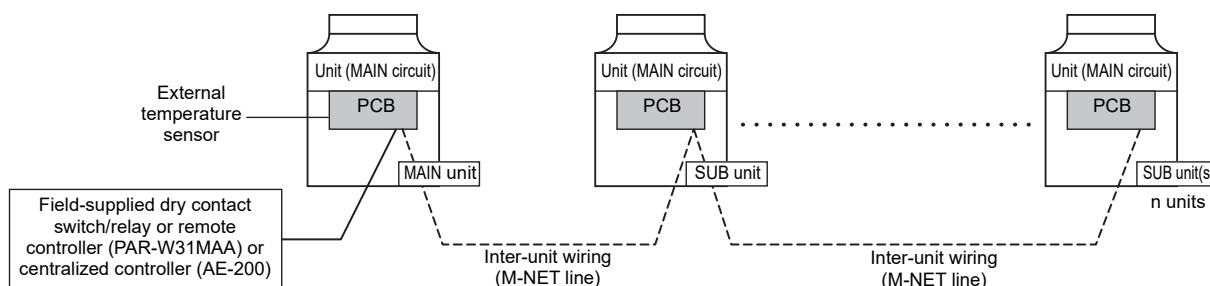 Unit (MAIN circuit)
PCB
External
temperature
sensor
MAIN unit
Field-supplied dry contact
switch/relay or remote
controller (PAR-W31MAA) or
centralized controller (AE-200)
Unit (MAIN circuit)
PCB
SUB unit
Unit (MAIN circuit)
PCB
SUB unit(s
n units
Inter-unit wiring
(M-NET line)
Inter-unit wiring
(M-NET line)